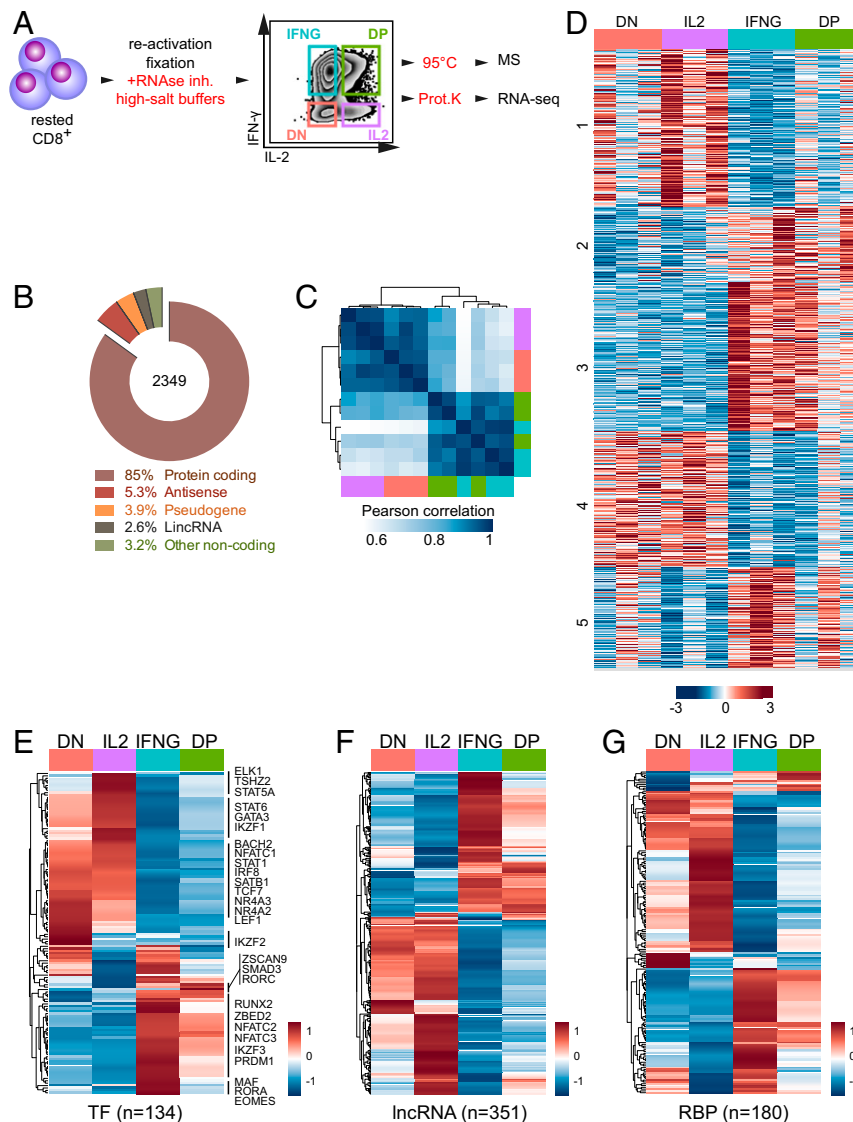 A
rested
CD8+
re-activation
fixation
+RNAse inh.
high-salt buffers
IFNG
DP
DN
IL2
IFN-γ
IL-2
95°C
MS
Prot.K
RNA-seq
B
2349
85% Protein coding
5.3% Antisense
3.9% Pseudogene
2.6% LincRNA
3.2% Other non-coding
C
Pearson correlation
0.6 0.8 1
D
DN IL2 IFNG DP
1
2
3
4
5
-3 0 3
E
DN IL2 IFNG DP
ELK1
TSHZ2
STAT5A
STAT6
GATA3
IKZF1
BACH2
NFATC1
STAT1
IRF8
SATB1
TCF7
NR4A3
NR4A2
LEF1
IKZF2
ZSCAN9
SMAD3
RORC
RUNX2
ZBED2
NFATC2
NFATC3
IKZF3
PRDM1
MAF
RORA
EOMES
1
0
-1
TF (n=134)
F
DN IL2 IFNG DP
1
0
-1
lncRNA (n=351)
G
DN IL2 IFNG DP
1
0
-1
RBP (n=180)